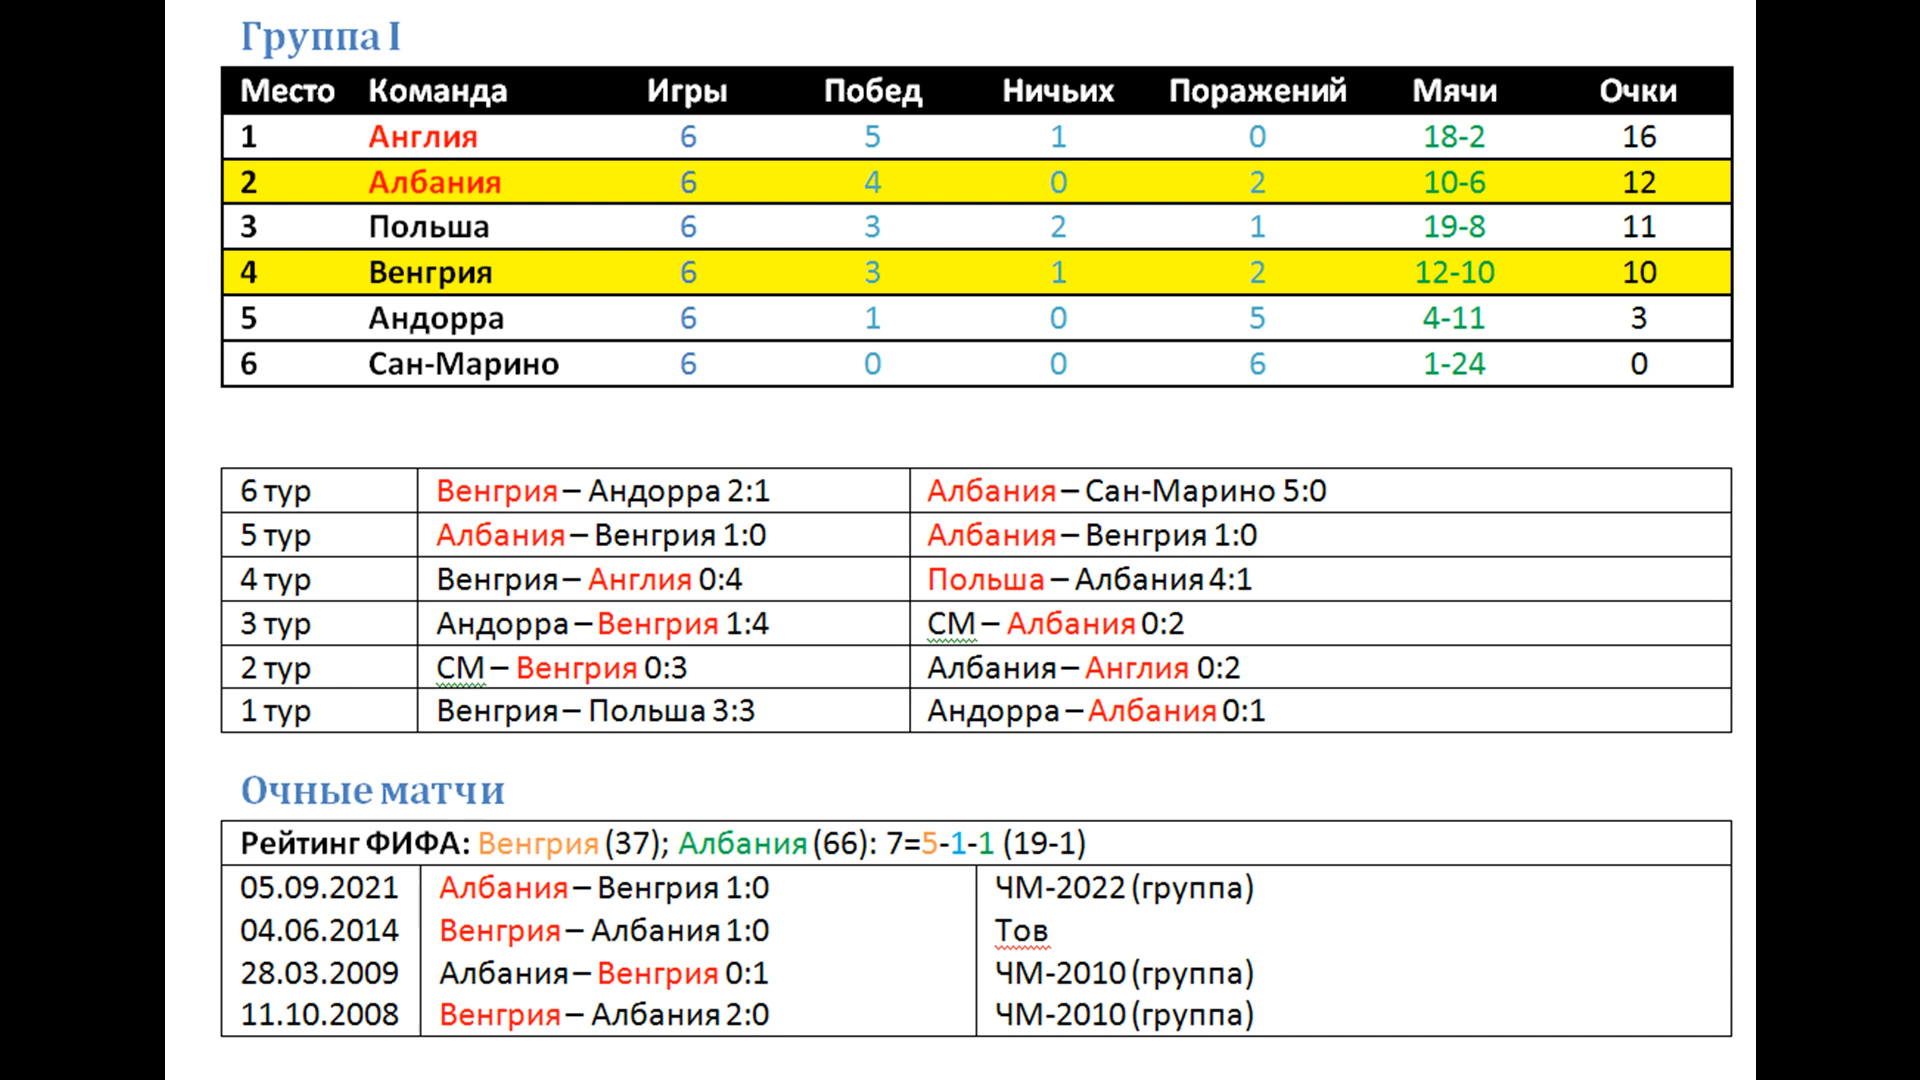 Группа I
Место Команда Игры Побед Ничьих Поражений Мячи Очки
1 Англия 6 5 1 0 18-2 16
2 Албания 6 4 0 2 10-6 12
3 Польша 6 3 2 1 19-8 11
4 Венгрия 6 3 1 2 12-10 10
5 Андорра 6 1 0 5 4-11 3
6 Сан-Марино 6 0 0 6 1-24 0
6 тур Венгрия – Андорра 2:1 Албания – Сан-Марино 5:0
5 тур Албания – Венгрия 1:0 Албания – Венгрия 1:0
4 тур Венгрия – Англия 0:4 Польша – Албания 4:1
3 тур Андорра – Венгрия 1:4 СМ – Албания 0:2
2 тур СМ – Венгрия 0:3 Албания – Англия 0:2
1 тур Венгрия – Польша 3:3 Андорра – Албания 0:1
Очные матчи
Рейтинг ФИФА: Венгрия (37); Албания (66): 7=5-1-1 (19-1)
05.09.2021 Албания – Венгрия 1:0 ЧМ-2022 (группа)
04.06.2014 Венгрия – Албания 1:0 Тов
28.03.2009 Албания – Венгрия 0:1 ЧМ-2010 (группа)
11.10.2008 Венгрия – Албания 2:0 ЧМ-2010 (группа)